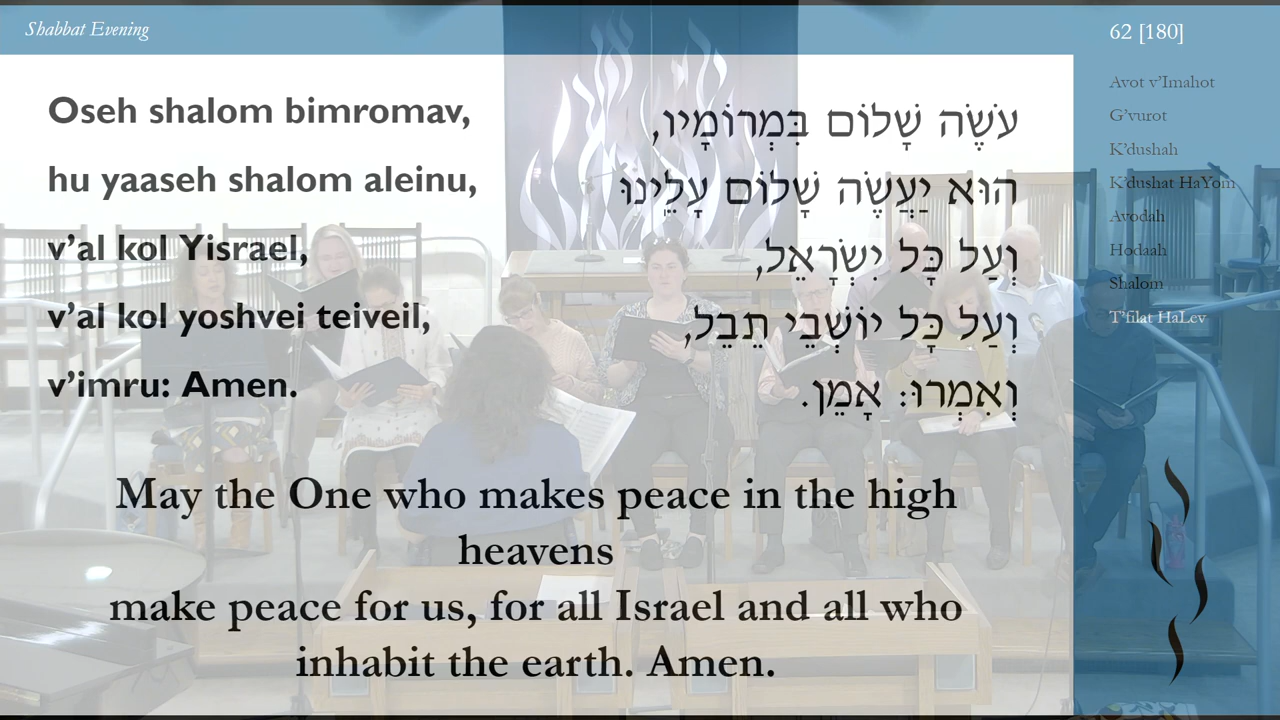 Shabbat Evening
62 [180]
Oseh shalom bimromav,
hu yaaseh shalom aleinu,
v’al kol Yisrael,
v’al kol yoshvei teiveil,
v’imru: Amen.
עֹשֶׂה שָׁלוֹם בִּמְרוֹמָיו,
הוּא יַעֲשֶׂה שָׁלוֹם עָלֵֽינוּ
וְעַל כָּל יִשְׂרָאֵל,
וְעַל כָּל יוֹשְׁבֵי תֵבֵל,
וְאִמְרוּ: אָמֵן.
May the One who makes peace in the high
heavens
make peace for us, for all Israel and all who
inhabit the earth. Amen.
Avot v’Imahot
G’vurot
K’dushah
K’dushat HaYom
Avodah
Hodaah
Shalom
T’filat HaLev